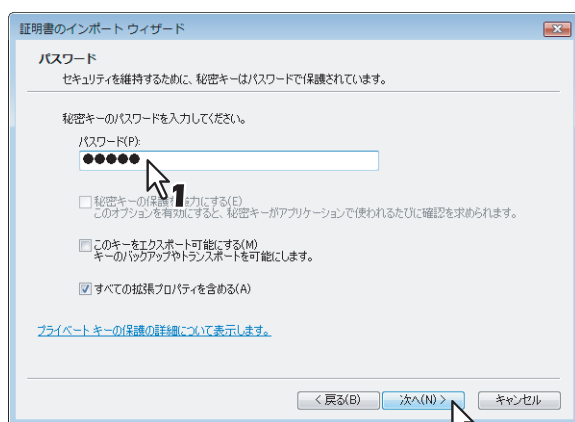 証明書のインポート ウィザード
パスワード
セキュリティを維持するために、秘密キーはパスワードで保護されています。
秘密キーのパスワードを入力してください。
パスワード(P):
●●●●●
1
秘密キーの保護を 力にする(E)
このオプションを有効にすると、秘密キーがアプリケーションで使われるたびに確認を求められます。
このキーをエクスポート可能にする(M)
キーのバックアップやトランスポートを可能にします。
すべての拡張プロパティを含める(A)
プライベート キーの保護の詳細について表示します。
< 戻る(B) 次へ(N) > キャンセル